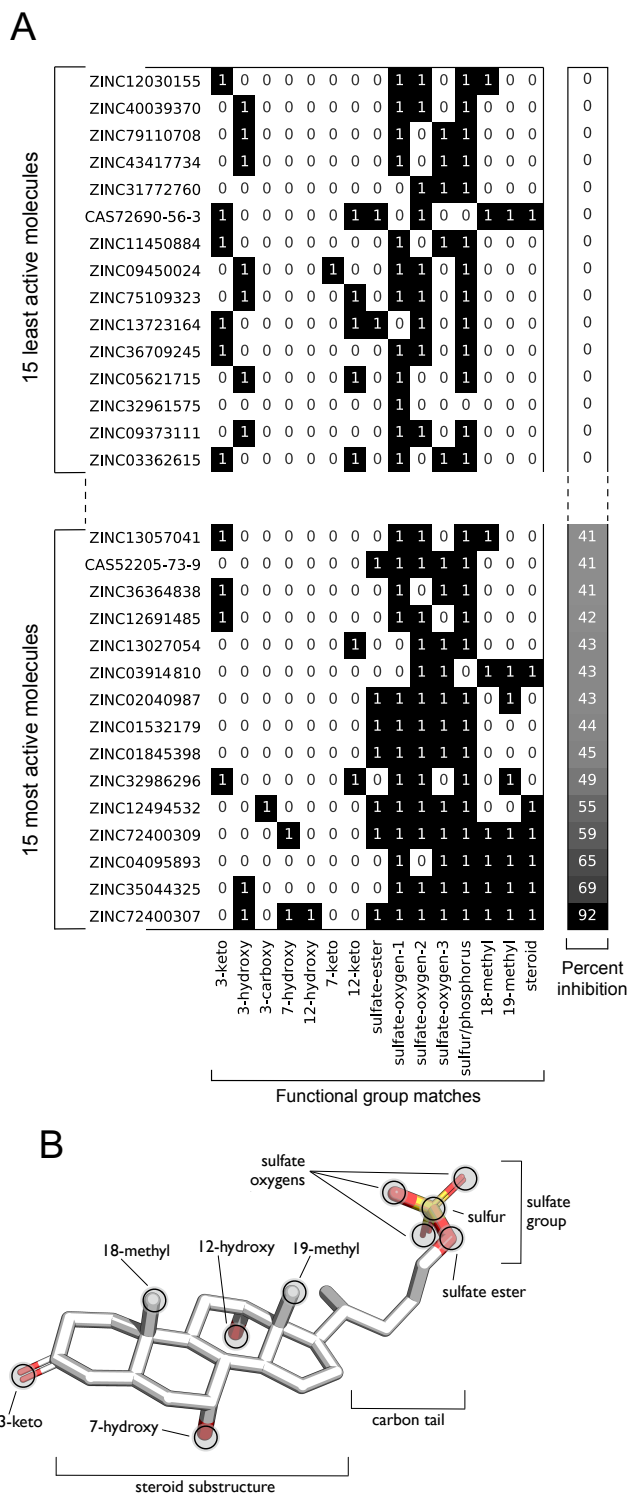 A
15 least active molecules
ZINC12030155 1 0 0 0 0 0 0 0 1 1 0 1 1 0 0 0
ZINC40039370 0 1 0 0 0 0 0 0 1 1 0 1 0 0 0 0
ZINC79110708 0 1 0 0 0 0 0 0 1 0 1 1 0 0 0 0
ZINC43417734 0 1 0 0 0 0 0 0 1 0 1 1 0 0 0 0
ZINC31772760 0 0 0 0 0 0 0 0 0 1 1 1 0 0 0 0
CAS72690-56-3 1 0 0 0 0 0 1 1 0 1 0 0 1 1 1 0
ZINC11450884 1 0 0 0 0 0 0 0 1 0 1 1 0 0 0 0
ZINC09450024 0 1 0 0 0 1 0 0 1 1 0 1 0 0 0 0
ZINC75109323 0 1 0 0 0 0 1 0 1 1 0 1 0 0 0 0
ZINC13723164 1 0 0 0 0 0 1 1 0 1 0 1 0 0 0 0
ZINC36709245 1 0 0 0 0 0 0 0 1 1 0 1 0 0 0 0
ZINC05621715 0 1 0 0 0 0 1 0 1 0 0 1 0 0 0 0
ZINC32961575 0 0 0 0 0 0 0 0 1 0 0 0 0 0 0 0
ZINC09373111 0 1 0 0 0 0 0 0 1 1 0 1 0 0 0 0
ZINC03362615 1 0 0 0 0 0 1 0 1 0 1 1 0 0 0 0
15 most active molecules
ZINC13057041 1 0 0 0 0 0 0 0 1 1 0 1 1 0 0 41
CAS52205-73-9 0 0 0 0 0 0 0 1 1 1 1 1 0 0 0 41
ZINC36364838 1 0 0 0 0 0 0 0 1 0 1 1 0 0 0 41
ZINC12691485 1 0 0 0 0 0 0 0 1 1 0 1 0 0 0 42
ZINC13027054 0 0 0 0 0 0 1 0 0 1 1 1 0 0 0 43
ZINC03914810 0 0 0 0 0 0 0 0 0 1 1 0 1 1 1 43
ZINC02040987 0 0 0 0 0 0 0 1 1 1 1 1 0 1 0 43
ZINC01532179 0 0 0 0 0 0 0 1 1 1 1 1 0 0 0 44
ZINC01845398 0 0 0 0 0 0 0 1 1 1 1 1 0 0 0 45
ZINC32986296 1 0 0 0 0 0 1 0 1 1 0 1 0 1 0 49
ZINC12494532 0 0 1 0 0 0 0 1 1 1 1 1 0 0 1 55
ZINC72400309 0 0 0 1 0 0 0 1 1 1 1 1 1 1 1 59
ZINC04095893 0 0 0 0 0 0 0 0 1 0 1 1 1 1 1 65
ZINC35044325 0 1 0 0 0 0 0 0 1 1 1 1 1 1 1 69
ZINC72400307 0 1 0 1 1 0 0 1 1 1 1 1 1 1 1 92
3-keto
3-hydroxy
3-carboxy
7-hydroxy
12-hydroxy
7-keto
12-keto
sulfate-ester
sulfate-oxygen-1
sulfate-oxygen-2
sulfate-oxygen-3
sulfur/phosphorus
18-methyl
19-methyl
steroid
Percent
inhibition
Functional group matches
B
sulfate
oxygens
sulfur
sulfate
group
sulfate ester
12-hydroxy
19-methyl
18-methyl
3-keto
7-hydroxy
carbon tail
steroid substructure